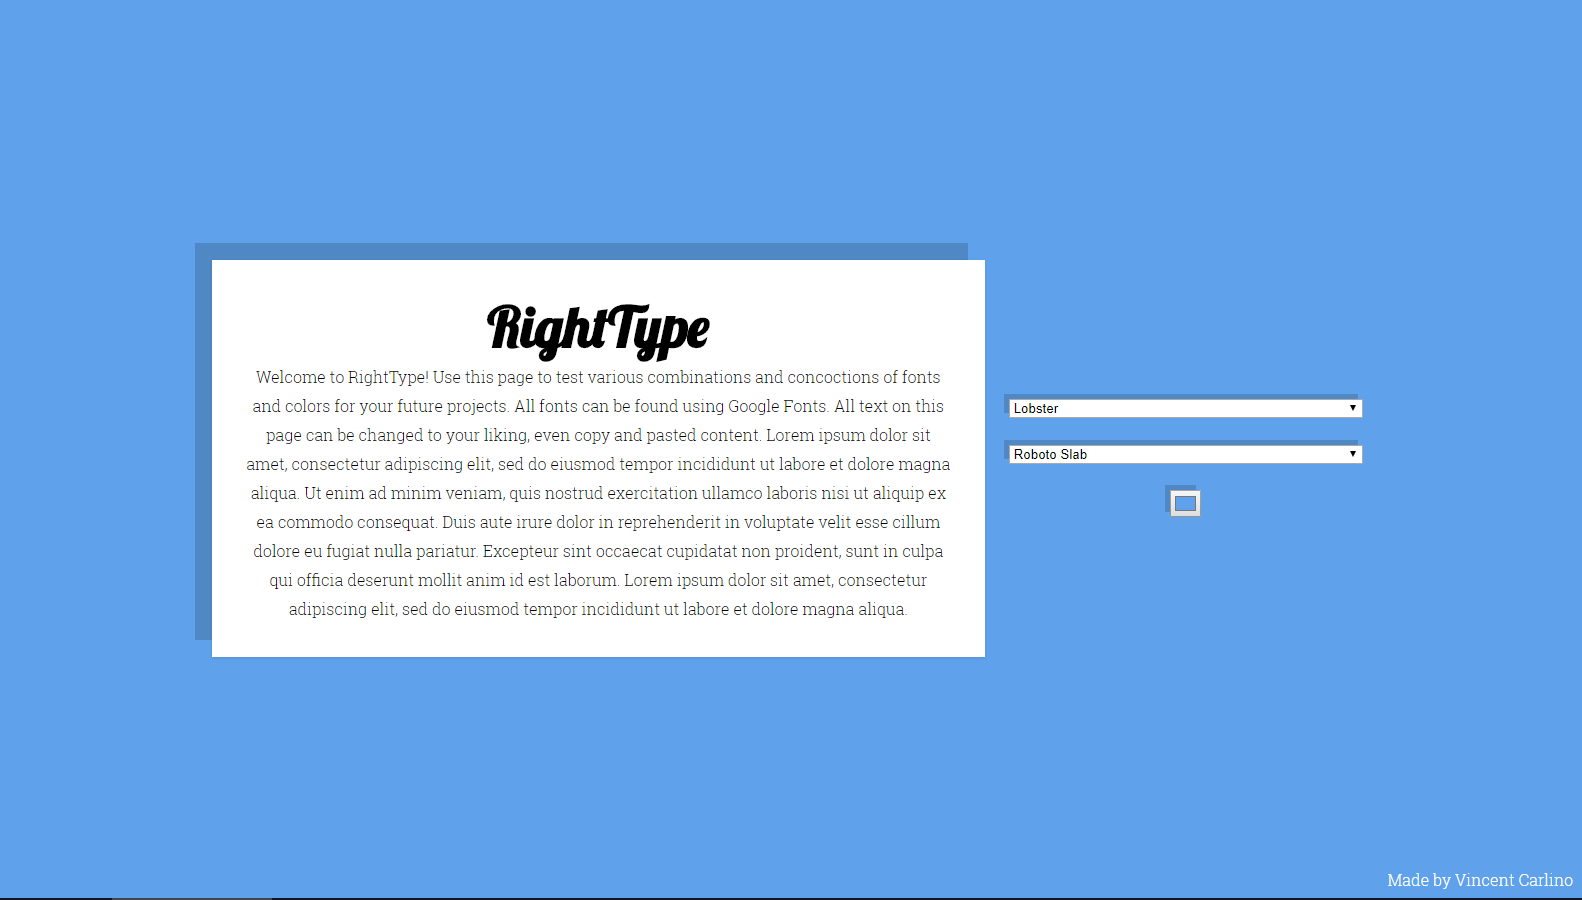 RightType
Welcome to RightType! Use this page to test various combinations and concoctions of fonts
and colors for your future projects. All fonts can be found using Google Fonts. All text on this
page can be changed to your liking, even copy and pasted content. Lorem ipsum dolor sit
amet, consectetur adipiscing elit, sed do eiusmod tempor incididunt ut labore et dolore magna
aliqua. Ut enim ad minim veniam, quis nostrud exercitation ullamco laboris nisi ut aliquip ex
ea commodo consequat. Duis aute irure dolor in reprehenderit in voluptate velit esse cillum
dolore eu fugiat nulla pariatur. Excepteur sint occaecat cupidatat non proident, sunt in culpa
qui officia deserunt mollit anim id est laborum. Lorem ipsum dolor sit amet, consectetur
adipiscing elit, sed do eiusmod tempor incididunt ut labore et dolore magna aliqua.
Lobster
Roboto Slab
Made by Vincent Carlino